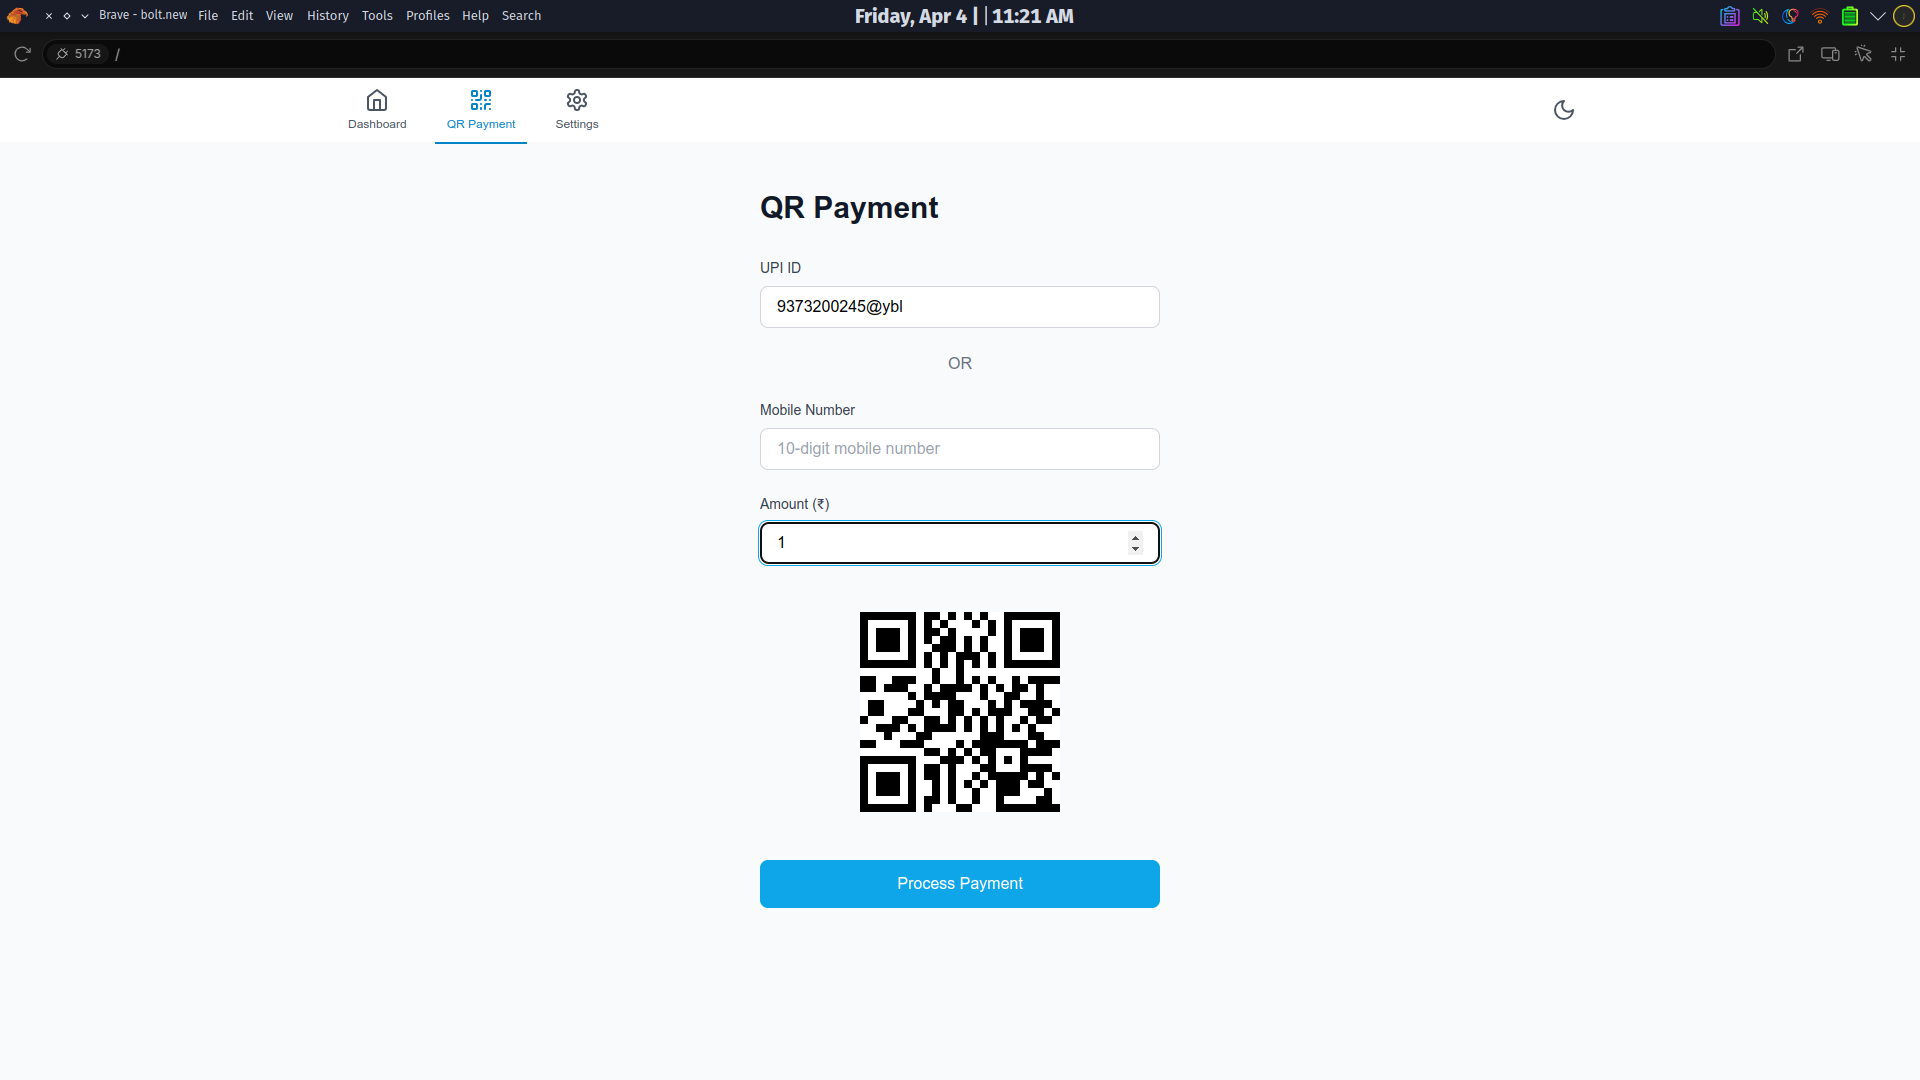 Brave - bolt.new File Edit View History Tools Profiles Help Search Friday, Apr 4 | | 11:21 AM
5173 /
Dashboard QR Payment Settings
QR Payment
UPI ID
9373200245@ybl
OR
Mobile Number
10-digit mobile number
Amount (₹)
1
Process Payment